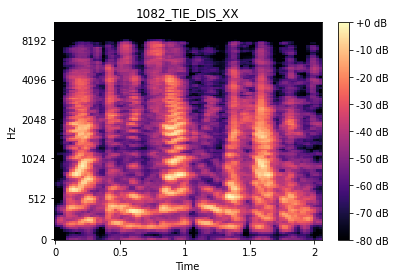 1082_TIE_DIS_XX
+0 dB
8192
-10 dB
4096
-20 dB
-30 dB
2048
Hz
-40 dB
1024
-50 dB
512
-60 dB
-70 dB
0
-80 dB
0
0.5
1
1.5
2
Time